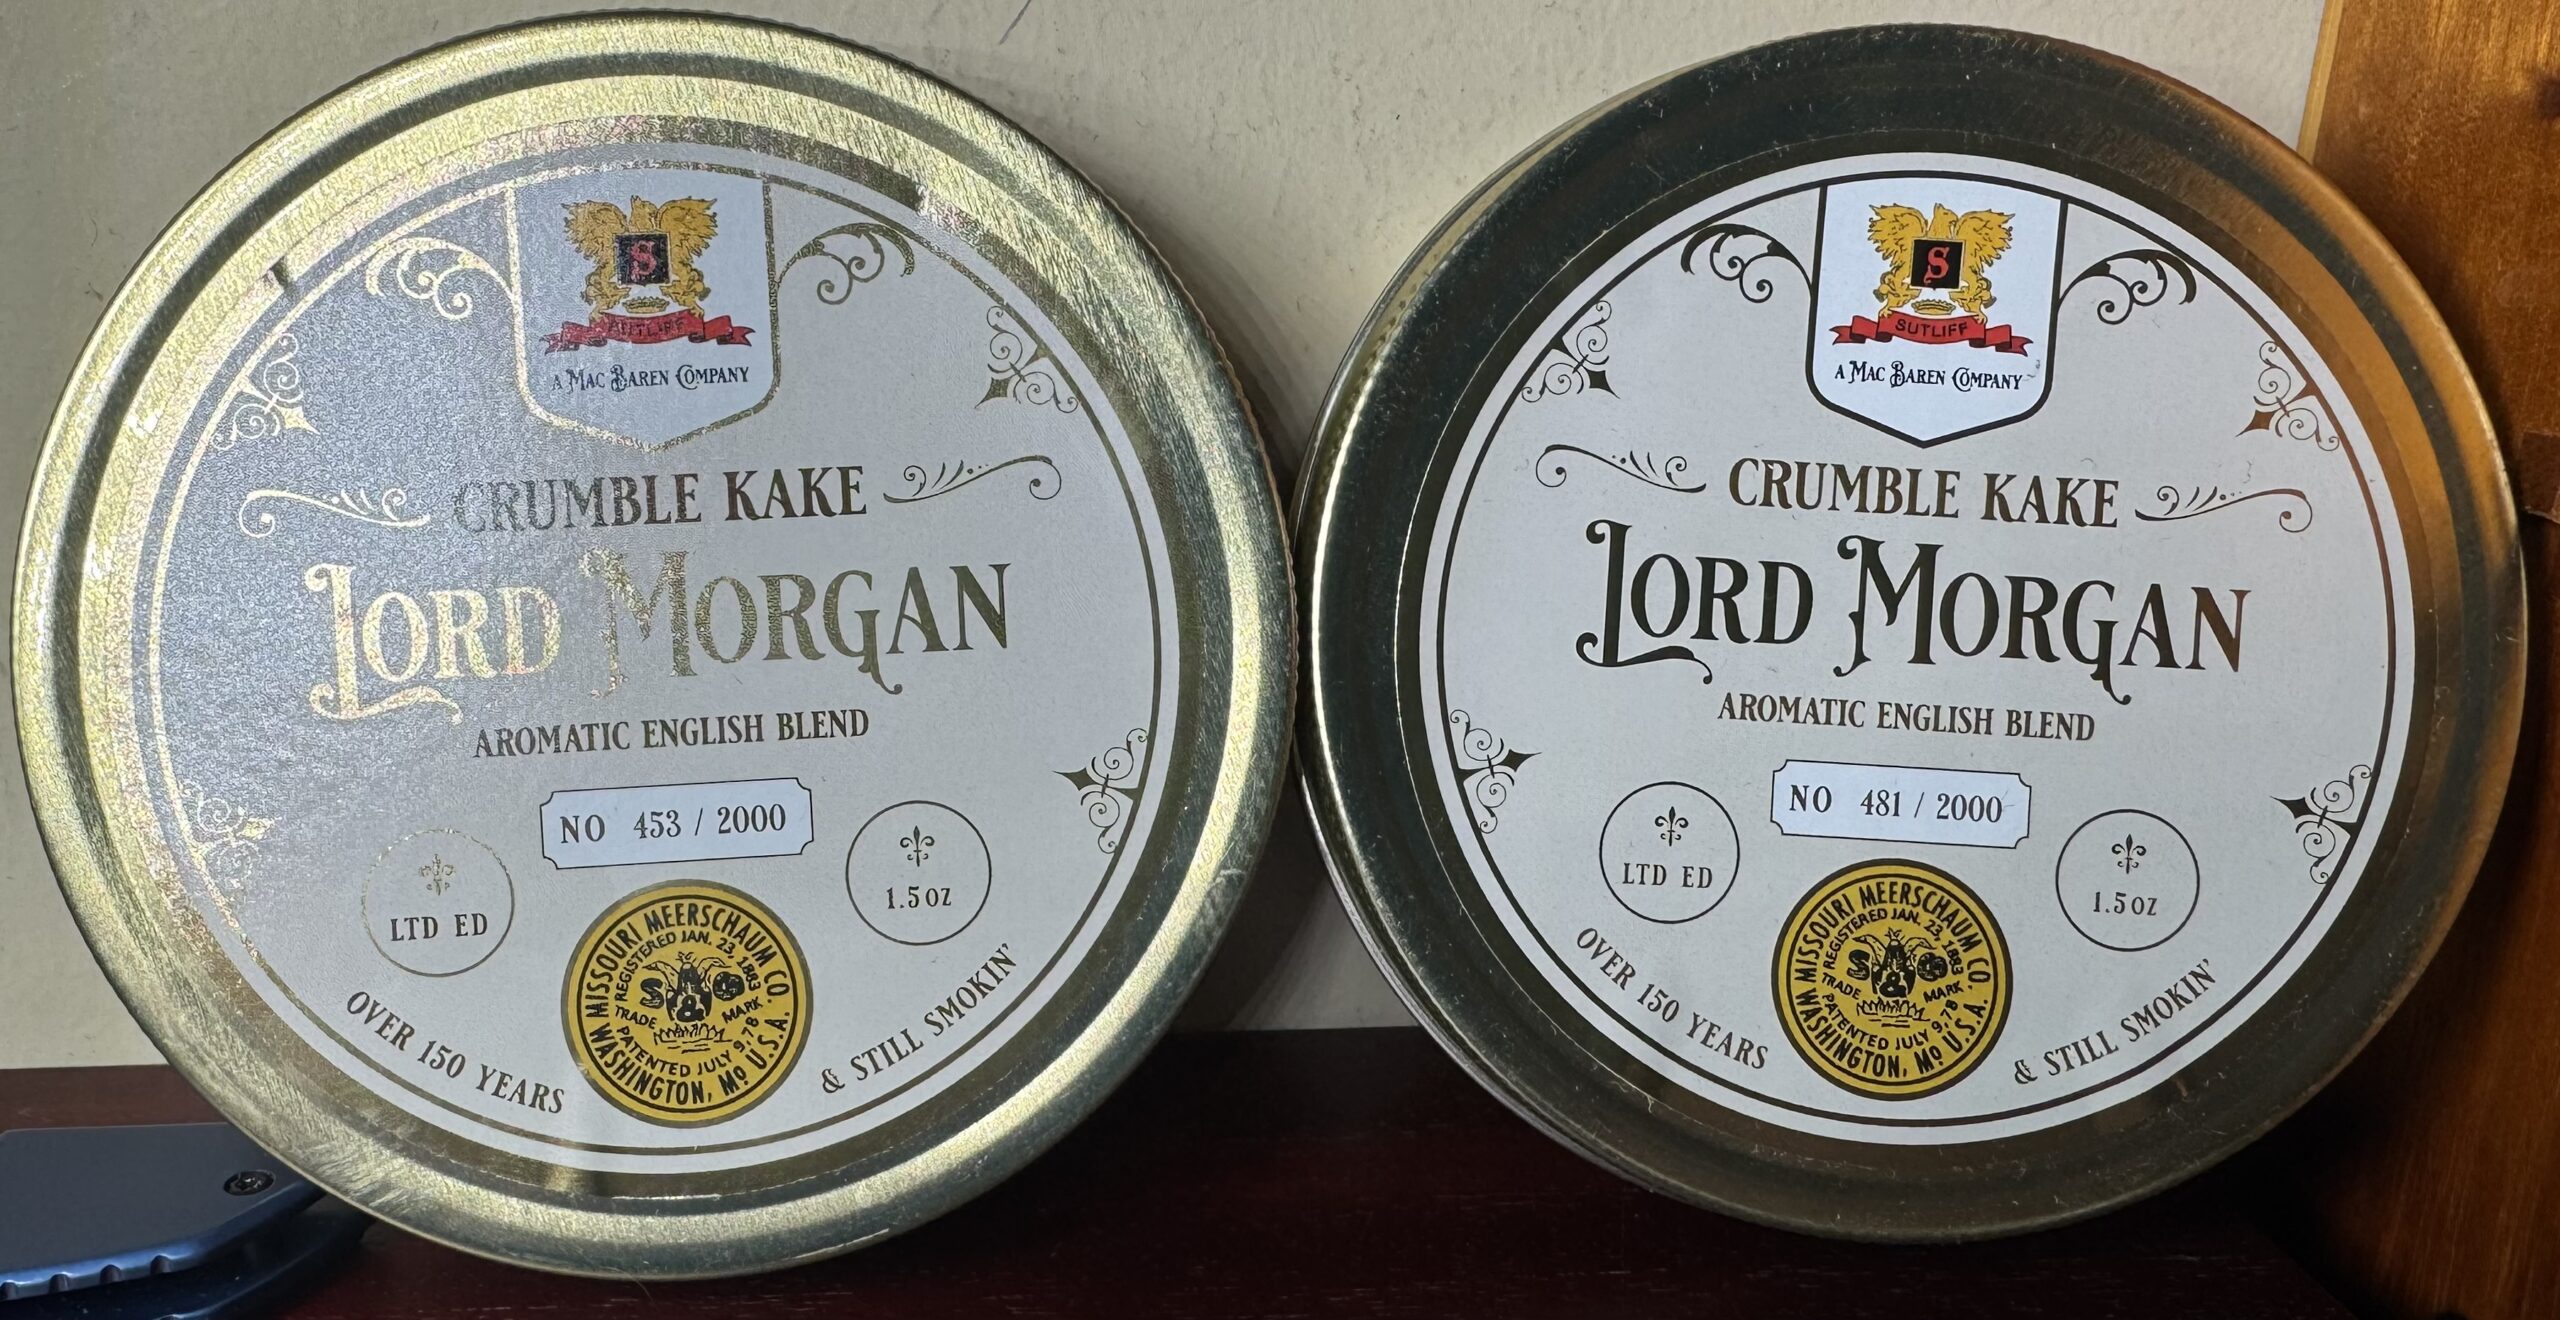 S
SUTLIFF
A MAC BAREN COMPANY
CRUMBLE KAKE
LORD MORGAN
AROMATIC ENGLISH BLEND
NO 453 / 2000
LTD ED
1.5 OZ
MISSOURI MEERSCHAUM CO.
REGISTERED JAN. 23, 1883
TRADE MARK
PATENTED JULY 9.78
WASHINGTON, MO U.S.A.
OVER 150 YEARS
& STILL SMOKIN'
S
SUTLIFF
A MAC BAREN COMPANY
CRUMBLE KAKE
LORD MORGAN
AROMATIC ENGLISH BLEND
NO 481 / 2000
LTD ED
1.5 OZ
MISSOURI MEERSCHAUM CO.
REGISTERED JAN. 23, 1883
TRADE MARK
PATENTED JULY 9.78
WASHINGTON, MO U.S.A.
OVER 150 YEARS
& STILL SMOKIN'